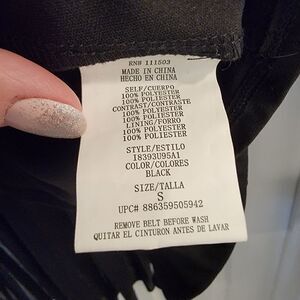 RN# 111503
MADE IN CHINA
HECHO EN CHINA
SELF/CUERPO
100% POLYESTER
100% POLIESTER
CONTRAST/CONTRASTE
100% POLYESTER
100% POLIESTER
LINING/FORRO
100% POLYESTER
100% POLIESTER
STYLE/ESTILO
I8393U95A1
COLOR/COLORES
BLACK
SIZE/TALLA
S
UPC# 886359505942
REMOVE BELT BEFORE WASH
QUITAR EL CINTURON ANTES DE LAVAR